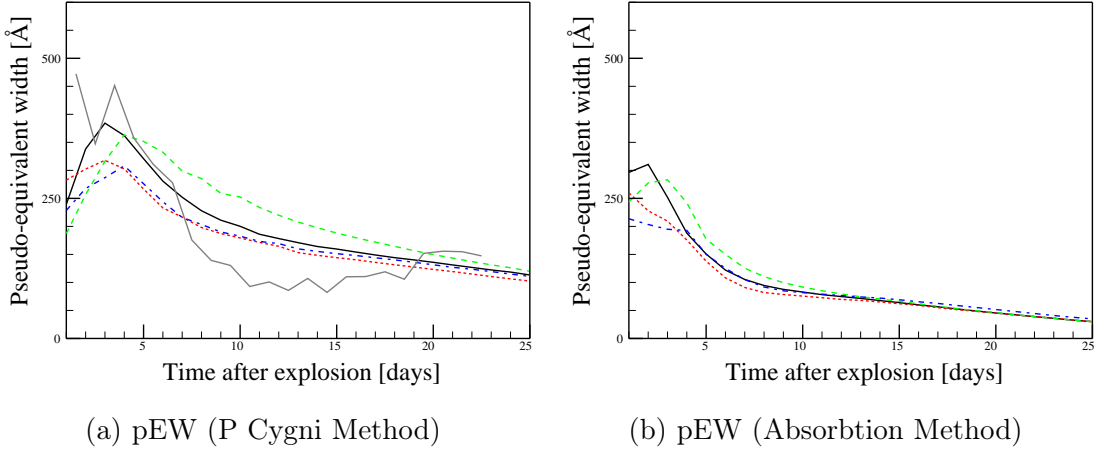 Pseudo-equivalent width [Å]
500
250
0
5
10
15
20
25
Time after explosion [days]
(a) pEW (P Cygni Method)
Pseudo-equivalent width [Å]
500
250
0
5
10
15
20
25
Time after explosion [days]
(b) pEW (Absorbtion Method)